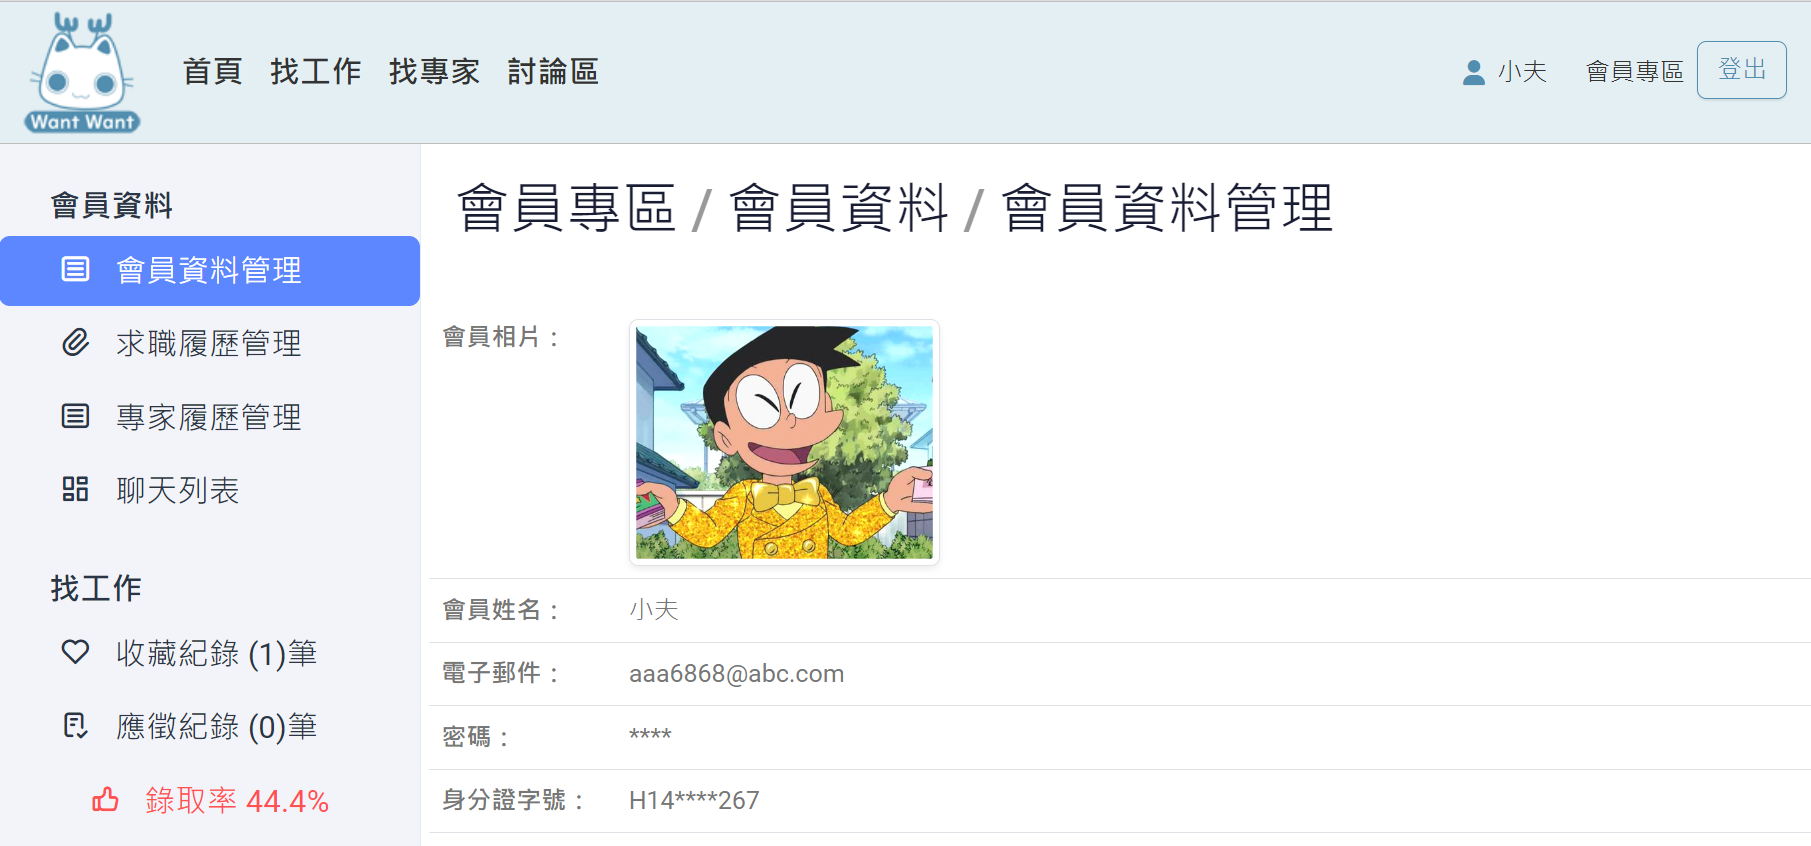 Want Want
首頁 找工作 找專家 討論區
小夫 會員專區 登出
會員資料
會員資料管理
求職履歷管理
專家履歷管理
聊天列表
找工作
收藏紀錄 (1)筆
應徵紀錄 (0)筆
錄取率 44.4%
會員專區 / 會員資料 / 會員資料管理
會員相片：
會員姓名： 小夫
電子郵件： aaa6868@abc.com
密碼： ****
身分證字號： H14****267